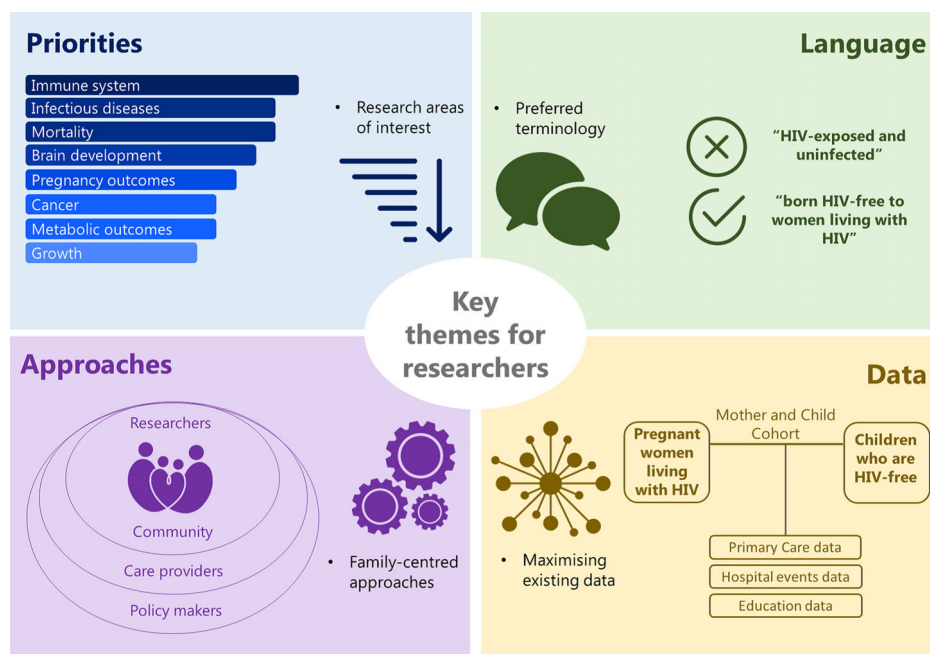 Priorities
Immune system
Infectious diseases
Mortality
Brain development
Pregnancy outcomes
Cancer
Metabolic outcomes
Growth
• Research areas
of interest
Language
• Preferred
terminology
"HIV-exposed and
uninfected"
"born HIV-free to
women living with
HIV"
Key
themes for
researchers
Approaches
Researchers
Community
Care providers
Policy makers
• Family-centred
approaches
Data
• Maximising
existing data
Mother and Child
Cohort
Pregnant
women
living
with HIV
Children
who are
HIV-free
Primary Care data
Hospital events data
Education data